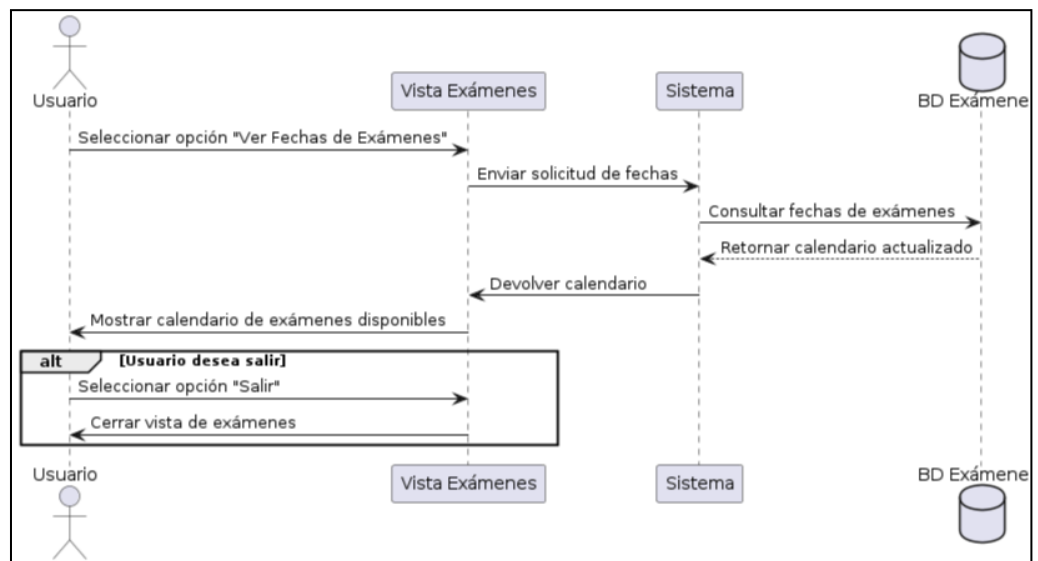 Usuario
Vista Exámenes
Sistema
BD Exámene
Seleccionar opción "Ver Fechas de Exámenes"
Enviar solicitud de fechas
Consultar fechas de exámenes
Retornar calendario actualizado
Devolver calendario
Mostrar calendario de exámenes disponibles
alt [Usuario desea salir]
Seleccionar opción "Salir"
Cerrar vista de exámenes
Usuario
Vista Exámenes
Sistema
BD Exámene